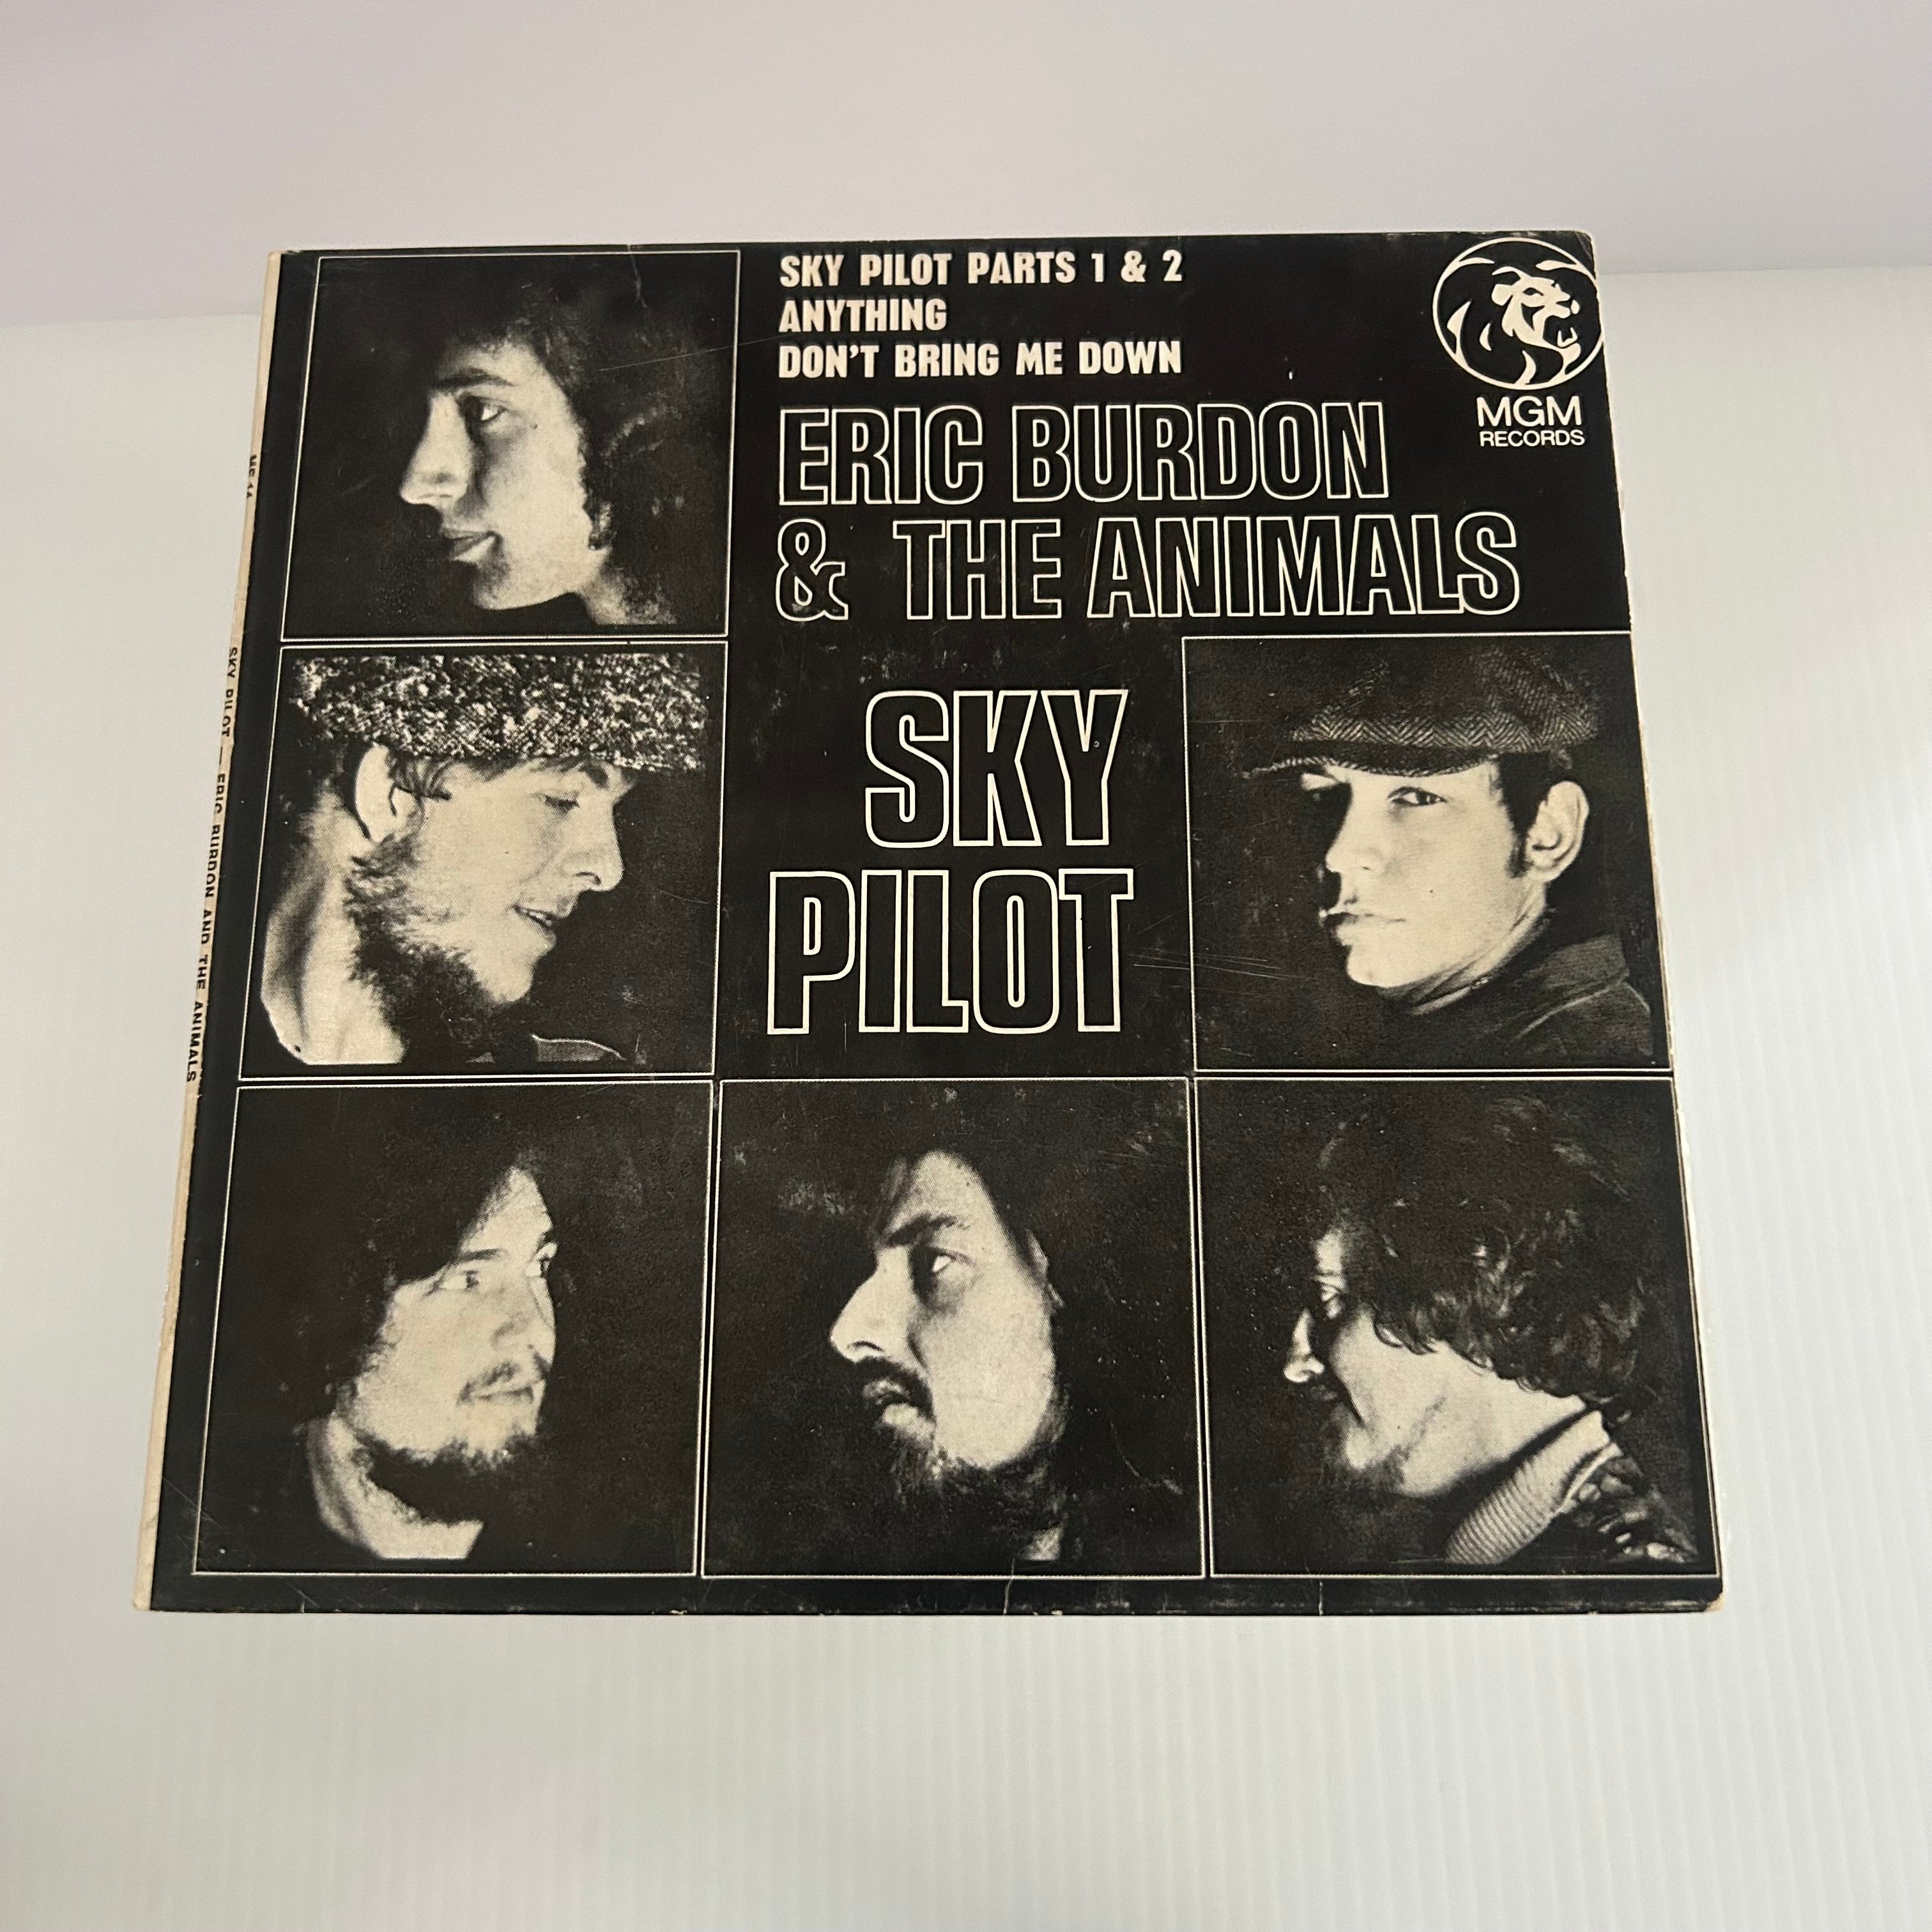 SKY PILOT PARTS 1 & 2
ANYTHING
DON'T BRING ME DOWN
MGM
RECORDS
ERIC BURDON
& THE ANIMALS
SKY
PILOT
SKY PILOT — ERIC BURDON AND THE ANIMALS